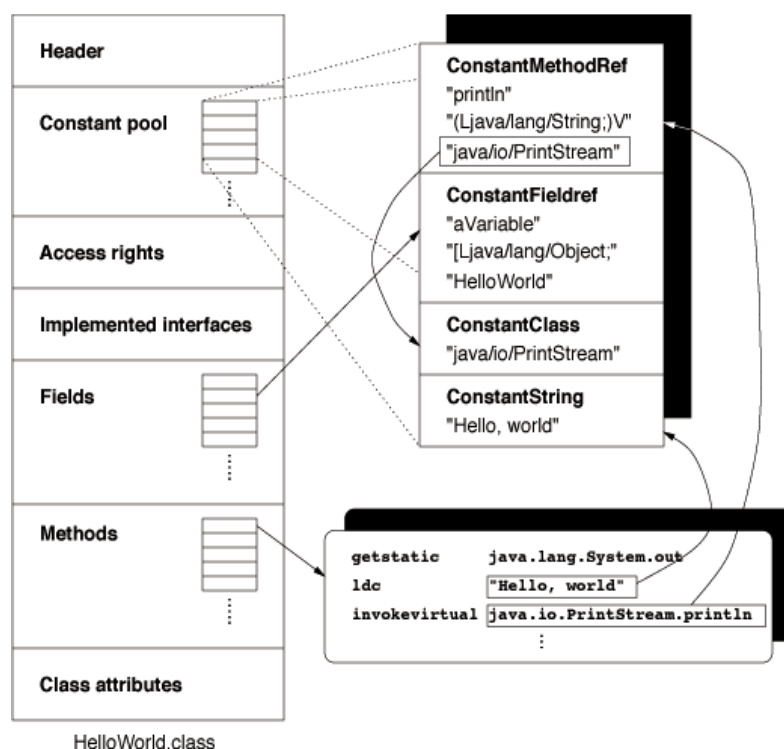 Header
Constant pool
Access rights
Implemented interfaces
Fields
Methods
Class attributes
HelloWorld.class
ConstantMethodRef
"println"
"(Ljava/lang/String;)V"
"java/io/PrintStream"
ConstantFieldref
"aVariable"
"[Ljava/lang/Object;"
"HelloWorld"
ConstantClass
"java/io/PrintStream"
ConstantString
"Hello, world"
getstatic java.lang.System.out
ldc "Hello, world"
invokevirtual java.io.PrintStream.println